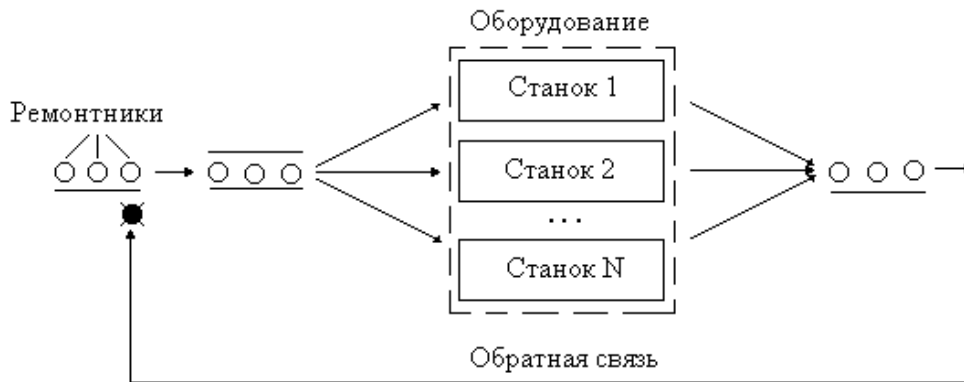 Оборудование
Станок 1
Ремонтники
Станок 2
...
Станок N
Обратная связь